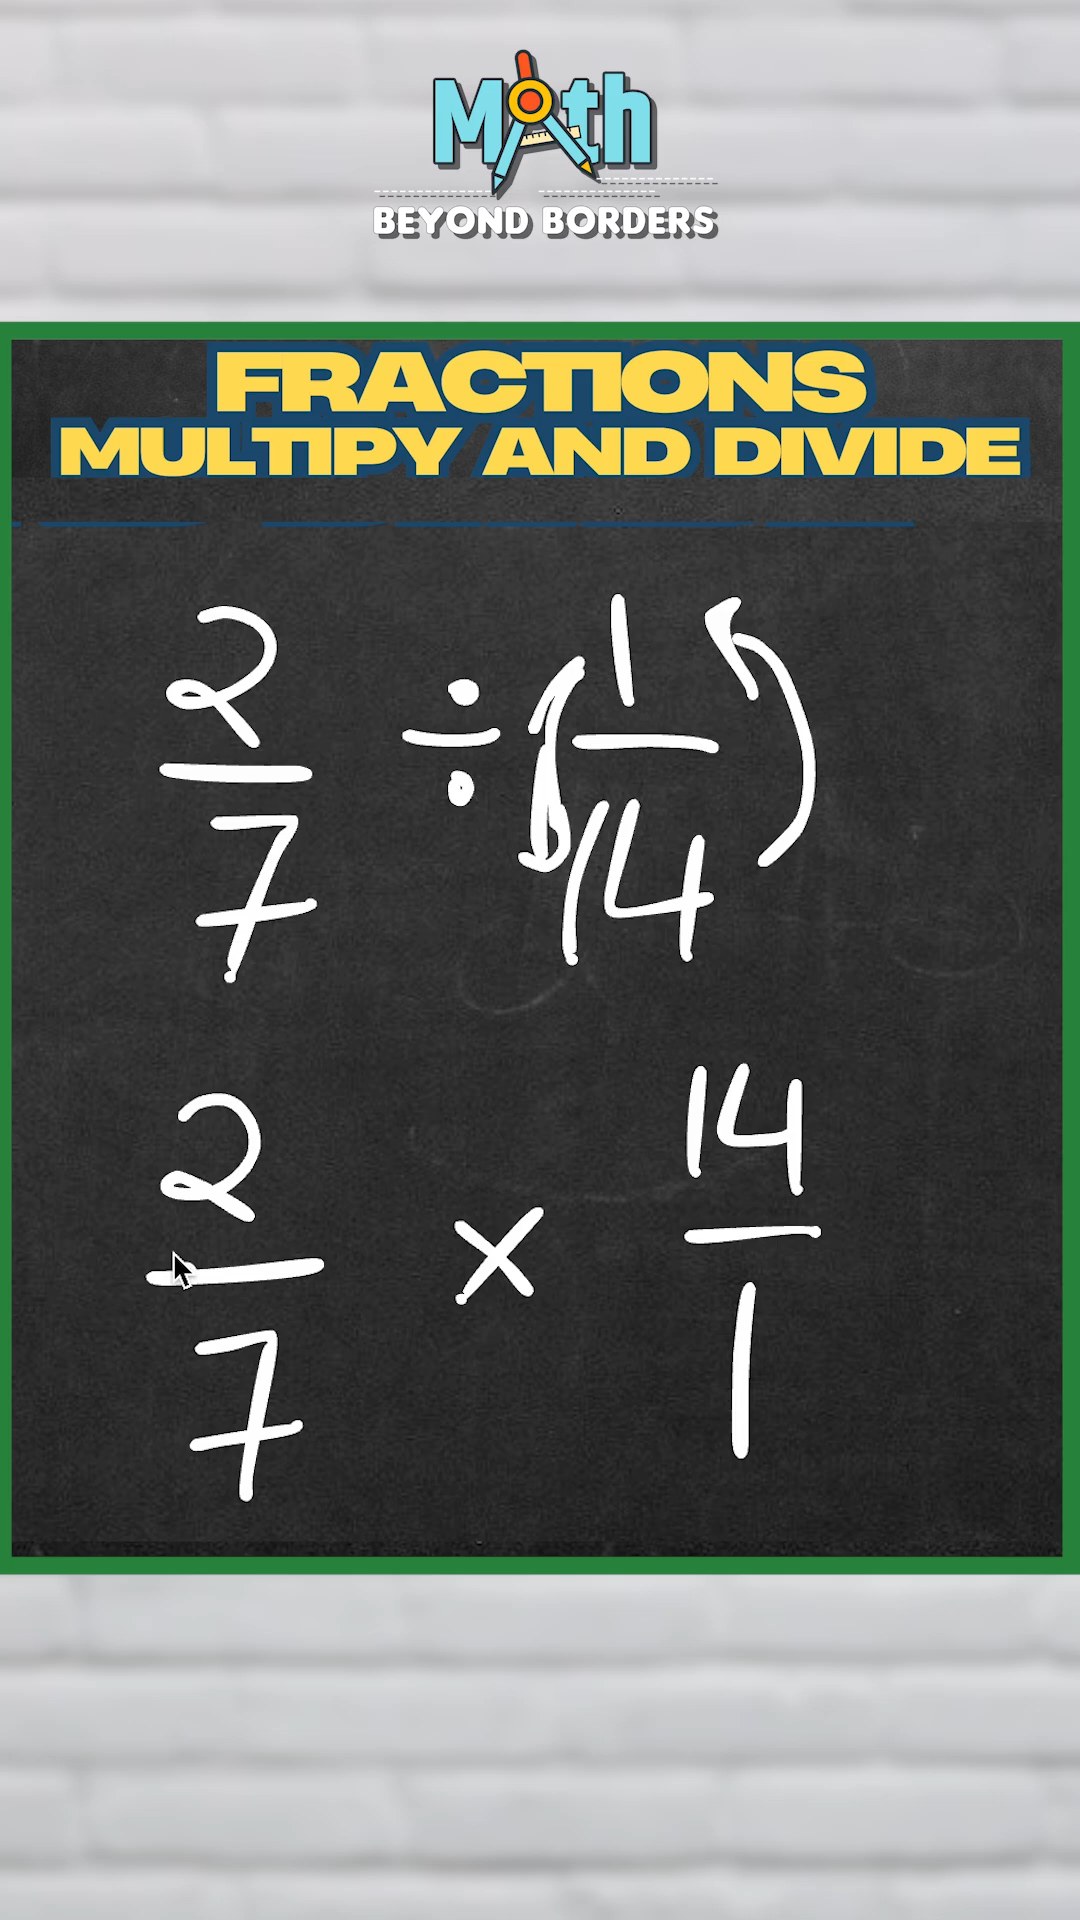 Math
BEYOND BORDERS
FRACTIONS
MULTIPY AND DIVIDE
2/7 ÷ 1/14
2/7 × 14/1